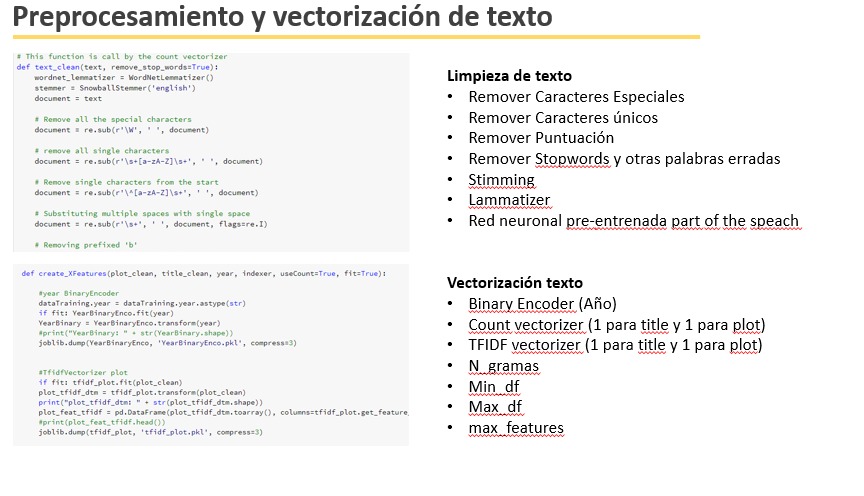 Preprocesamiento y vectorización de texto
# This function is call by the count vectorizer
def text_clean(text, remove_stop_words=True):
    wordnet_lemmatizer = WordNetLemmatizer()
    stemmer = SnowballStemmer('english')
    document = text
    # Remove all the special characters
    document = re.sub(r'\W', ' ', document)
    # remove all single characters
    document = re.sub(r'\s+[a-zA-Z]\s+', ' ', document)
    # Remove single characters from the start
    document = re.sub(r'\^[a-zA-Z]\s+', ' ', document)
    # Substituting multiple spaces with single space
    document = re.sub(r'\s+', ' ', document, flags=re.I)
    # Removing prefixed 'b'
Limpieza de texto
• Remover Caracteres Especiales
• Remover Caracteres únicos
• Remover Puntuación
• Remover Stopwords y otras palabras erradas
• Stimming
• Lammatizer
• Red neuronal pre-entrenada part of the speach
def create_XFeatures(plot_clean, title_clean, year, indexer, useCount=True, fit=True):
    #year BinaryEncoder
    dataTraining.year = dataTraining.year.astype(str)
    if fit: YearBinaryEnco.fit(year)
    YearBinary = YearBinaryEnco.transform(year)
    #print("YearBinary: " + str(YearBinary.shape))
    joblib.dump(YearBinaryEnco, 'YearBinaryEnco.pkl', compress=3)
    #TfidfVectorizer plot
    if fit: tfidf_plot.fit(plot_clean)
    plot_tfidf_dtm = tfidf_plot.transform(plot_clean)
    print("plot_tfidf_dtm: " + str(plot_tfidf_dtm.shape))
    plot_feat_tfidf = pd.DataFrame(plot_tfidf_dtm.toarray(), columns=tfidf_plot.get_feature_
    #print(plot_feat_tfidf.head())
    joblib.dump(tfidf_plot, 'tfidf_plot.pkl', compress=3)
Vectorización texto
• Binary Encoder (Año)
• Count vectorizer (1 para title y 1 para plot)
• TFIDF vectorizer (1 para title y 1 para plot)
• N_gramas
• Min_df
• Max_df
• max_features